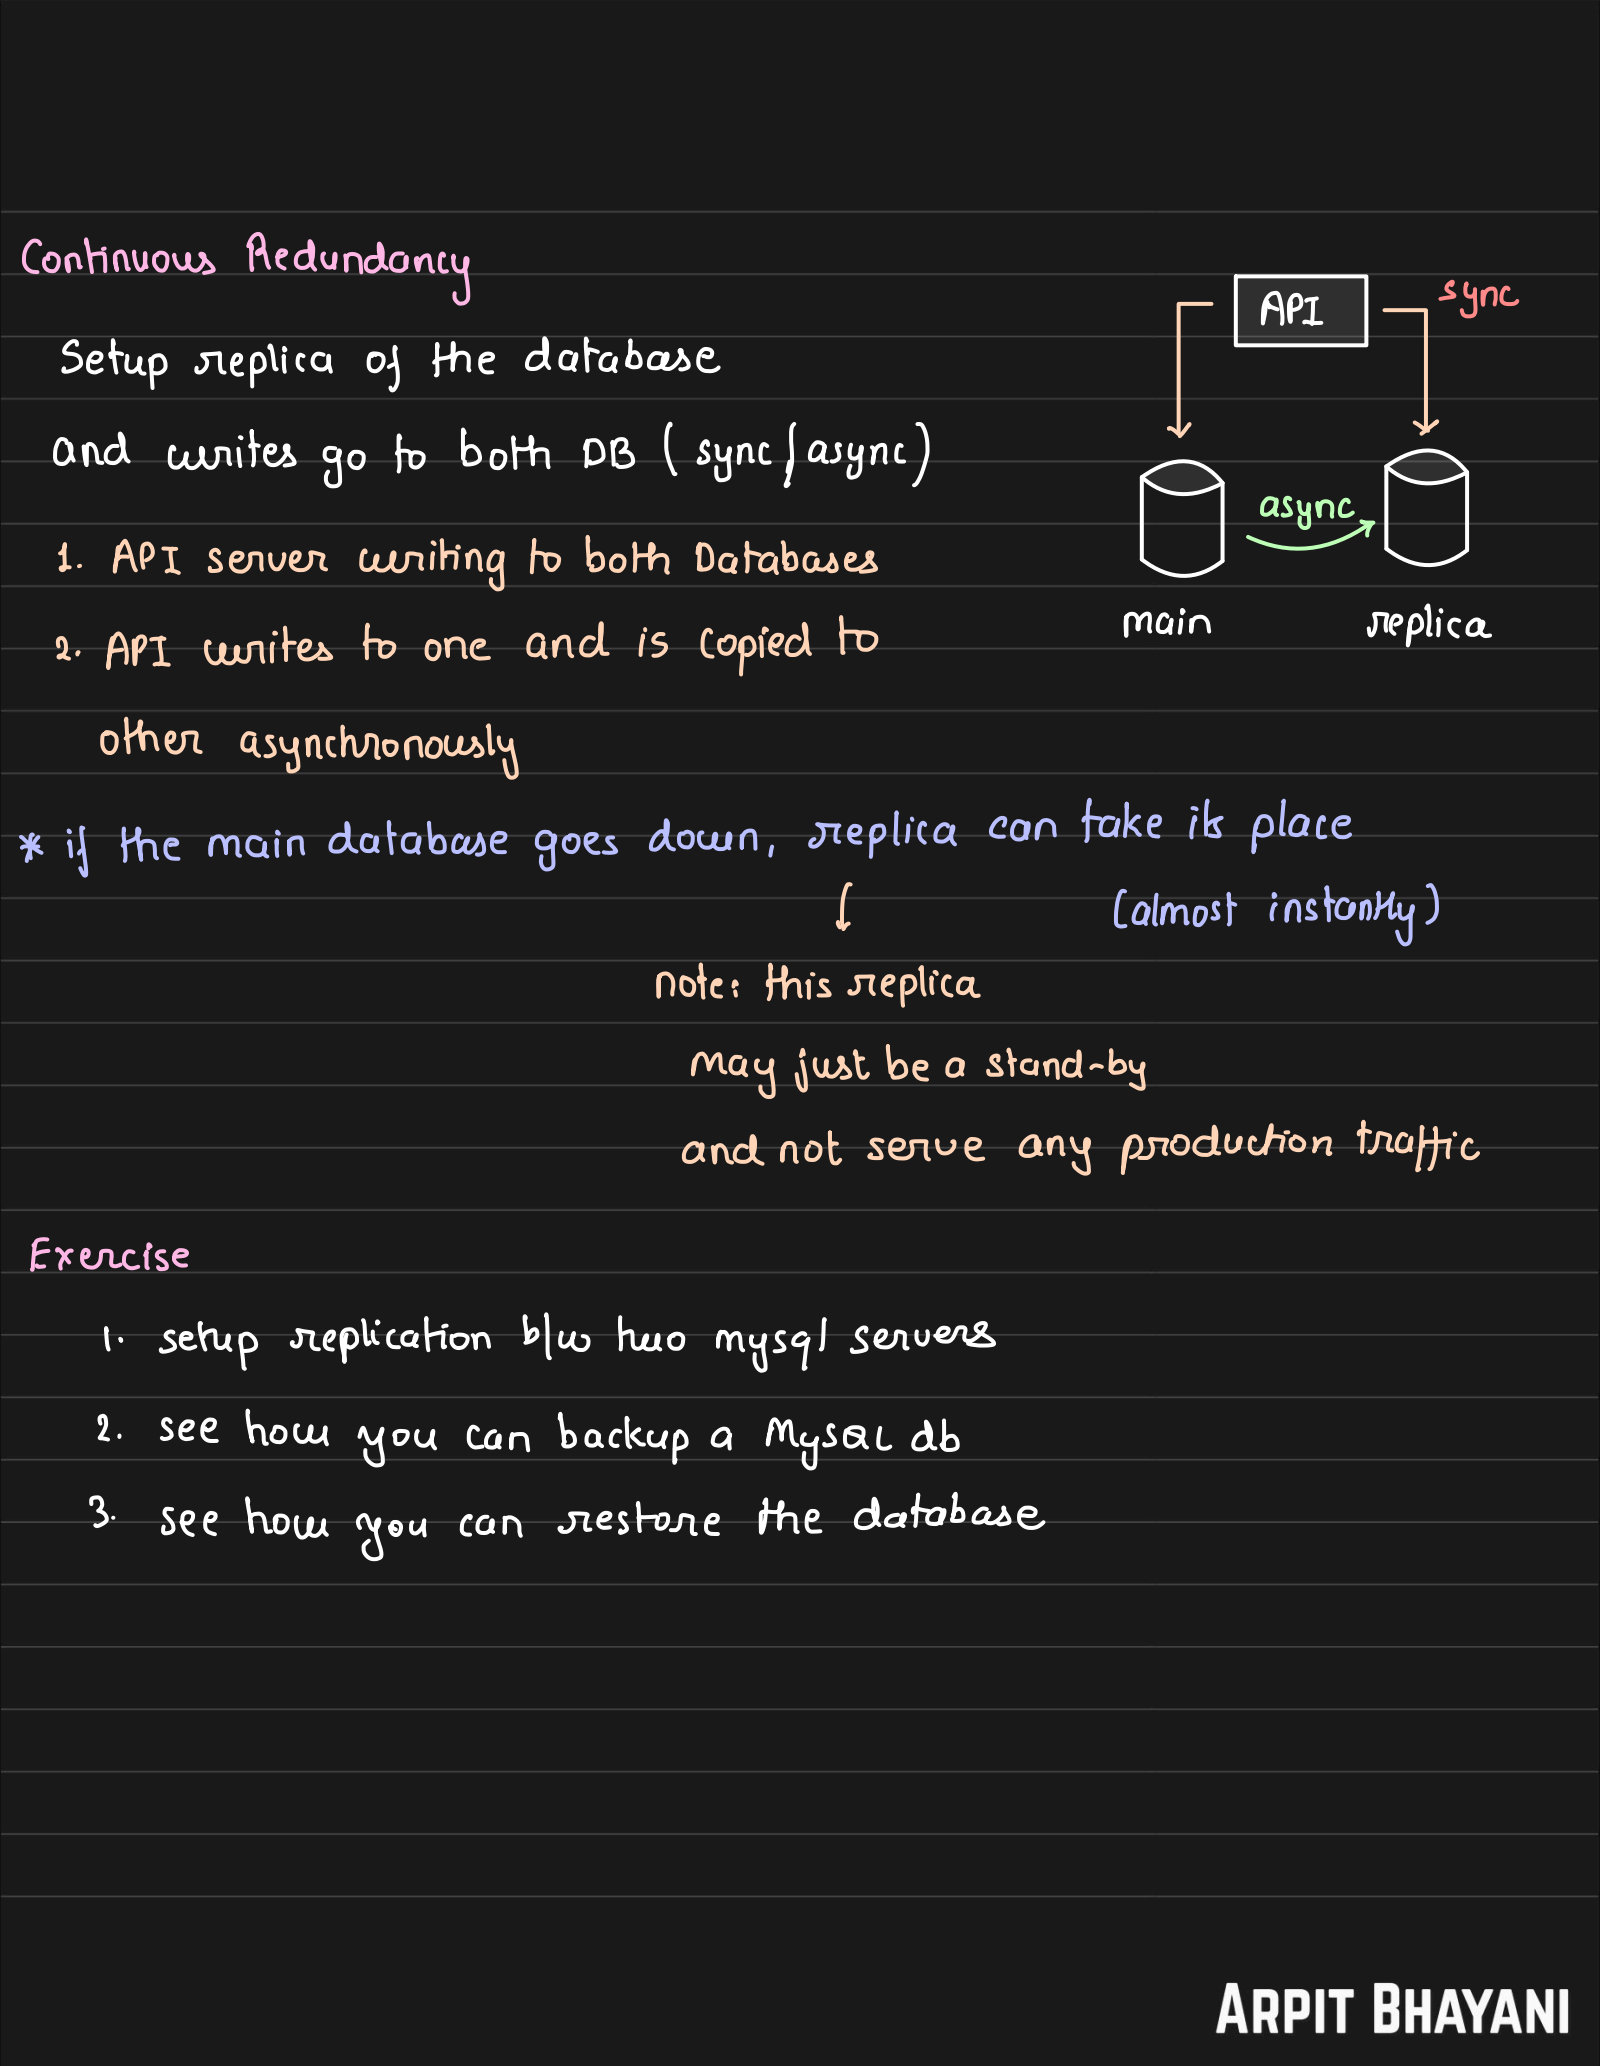 Continuous Redundancy
API
sync
Setup replica of the database
and writes go to both DB (sync/async)
async
1. API server writing to both Databases
main
replica
2. API writes to one and is copied to
other asynchronously
* if the main database goes down, replica can take its place
(almost instantly)
note: this replica
may just be a stand-by
and not serve any production traffic
Exercise
1. setup replication b/w two mysql servers
2. see how you can backup a MySQL db
3. see how you can restore the database
ARPIT BHAYANI